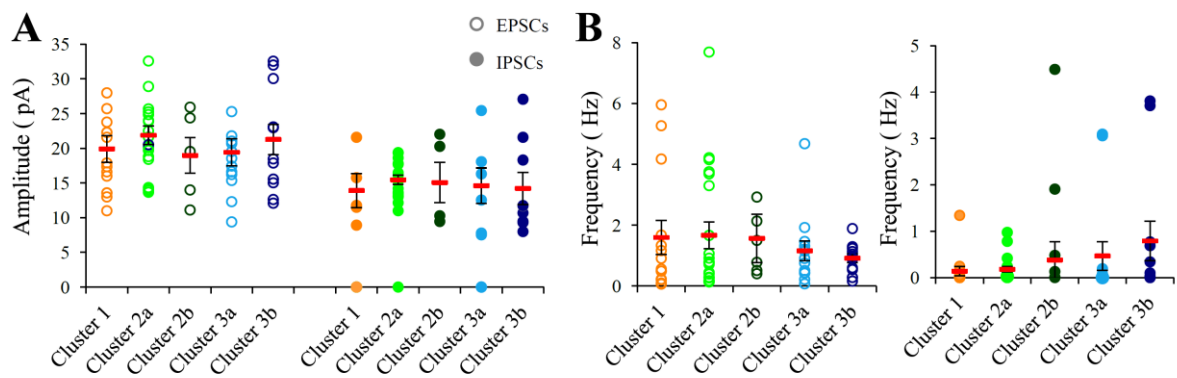 A
EPSCs
IPSCs
Amplitude ( pA)
35
30
25
20
15
10
5
0
Cluster 1
Cluster 2a
Cluster 2b
Cluster 3a
Cluster 3b
Cluster 1
Cluster 2a
Cluster 2b
Cluster 3a
Cluster 3b
B
Frequency ( Hz)
8
6
4
2
0
Cluster 1
Cluster 2a
Cluster 2b
Cluster 3a
Cluster 3b
Frequency ( Hz)
5
4
3
2
1
0
Cluster 1
Cluster 2a
Cluster 2b
Cluster 3a
Cluster 3b